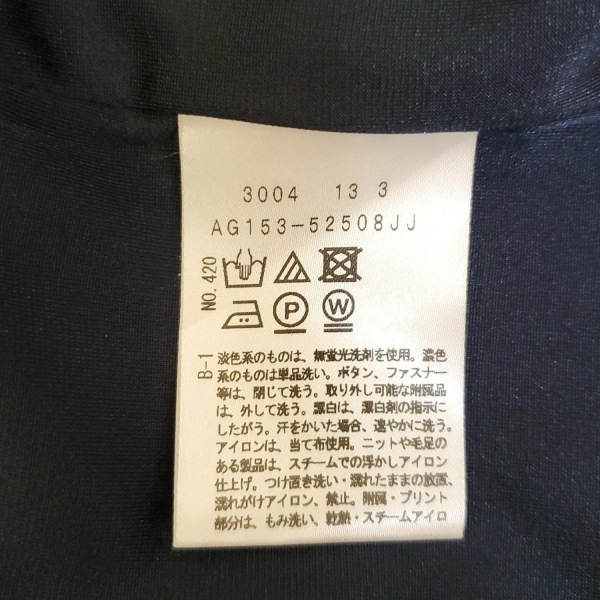 3004 13 3
AG153-52508JJ
NO.420
P
W
B-1
淡色系のものは、無蛍光洗剤を使用。濃色
系のものは単品洗い。ボタン、ファスナー
等は、閉じて洗う。取り外し可能な附属品
は、外して洗う。漂白は、漂白剤の指示に
したがう。汗をかいた場合、速やかに洗う。
アイロンは、当て布使用。ニットや毛足の
ある製品は、スチームでの浮かしアイロン
仕上げ。つけ置き洗い・濡れたままの放置、
濡れがけアイロン、禁止。附属・プリント
部分は、もみ洗い、乾熱・スチームアイロ